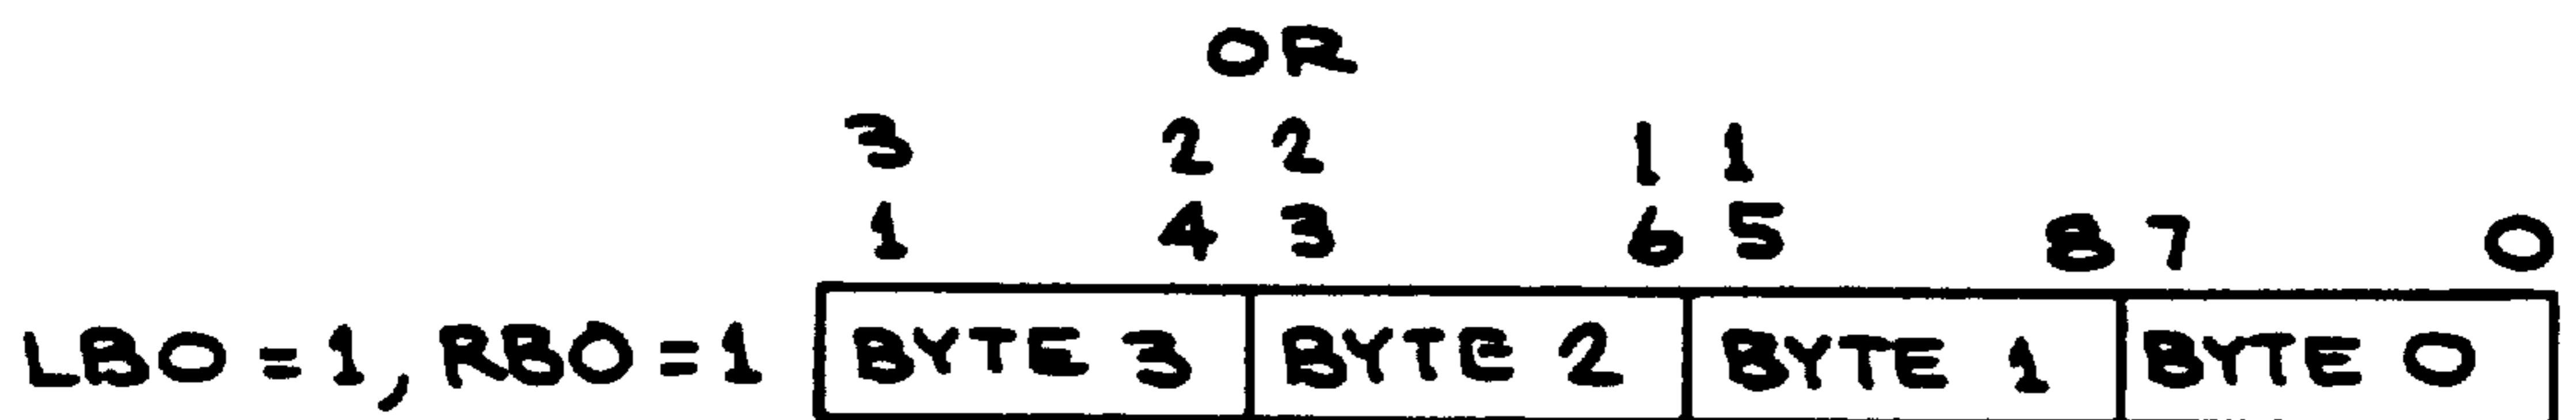 OR
3 2 2 1 1
1 4 3 6 5 8 7 0
LBO = 1, RBO = 1 BYTE 3 BYTE 2 BYTE 1 BYTE 0